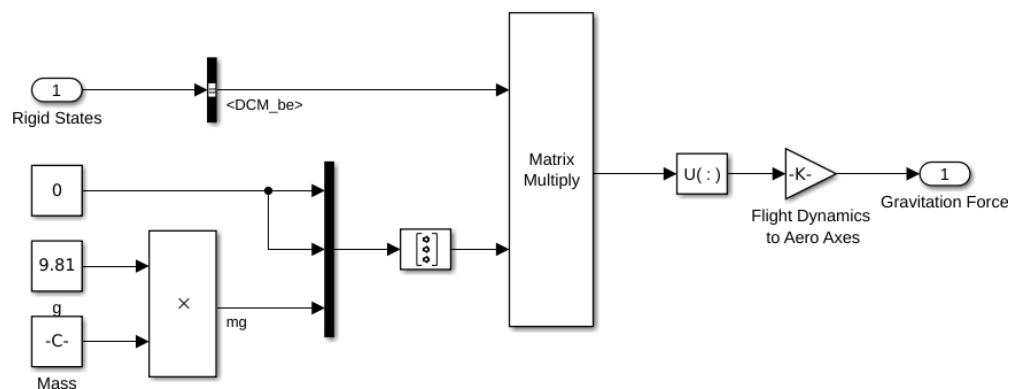 1
Rigid States
<DCM_be>
0
9.81
g
-C-
Mass
×
mg
Matrix
Multiply
U( : )
-K-
Flight Dynamics
to Aero Axes
1
Gravitation Force